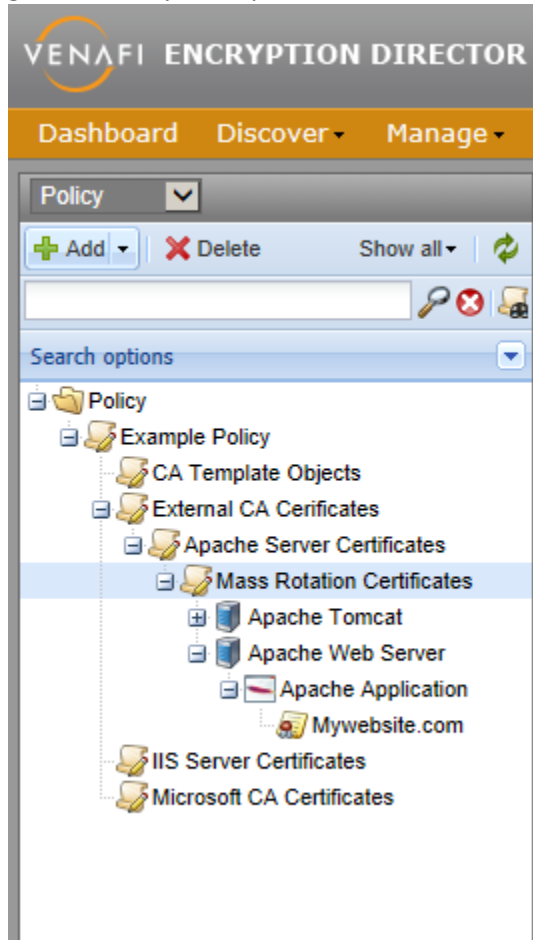 VENAFI ENCRYPTION DIRECTOR
Dashboard Discover Manage
Policy
Add Delete Show all
Search options
Policy
Example Policy
CA Template Objects
External CA Cerificates
Apache Server Certificates
Mass Rotation Certificates
Apache Tomcat
Apache Web Server
Apache Application
Mywebsite.com
IIS Server Certificates
Microsoft CA Certificates